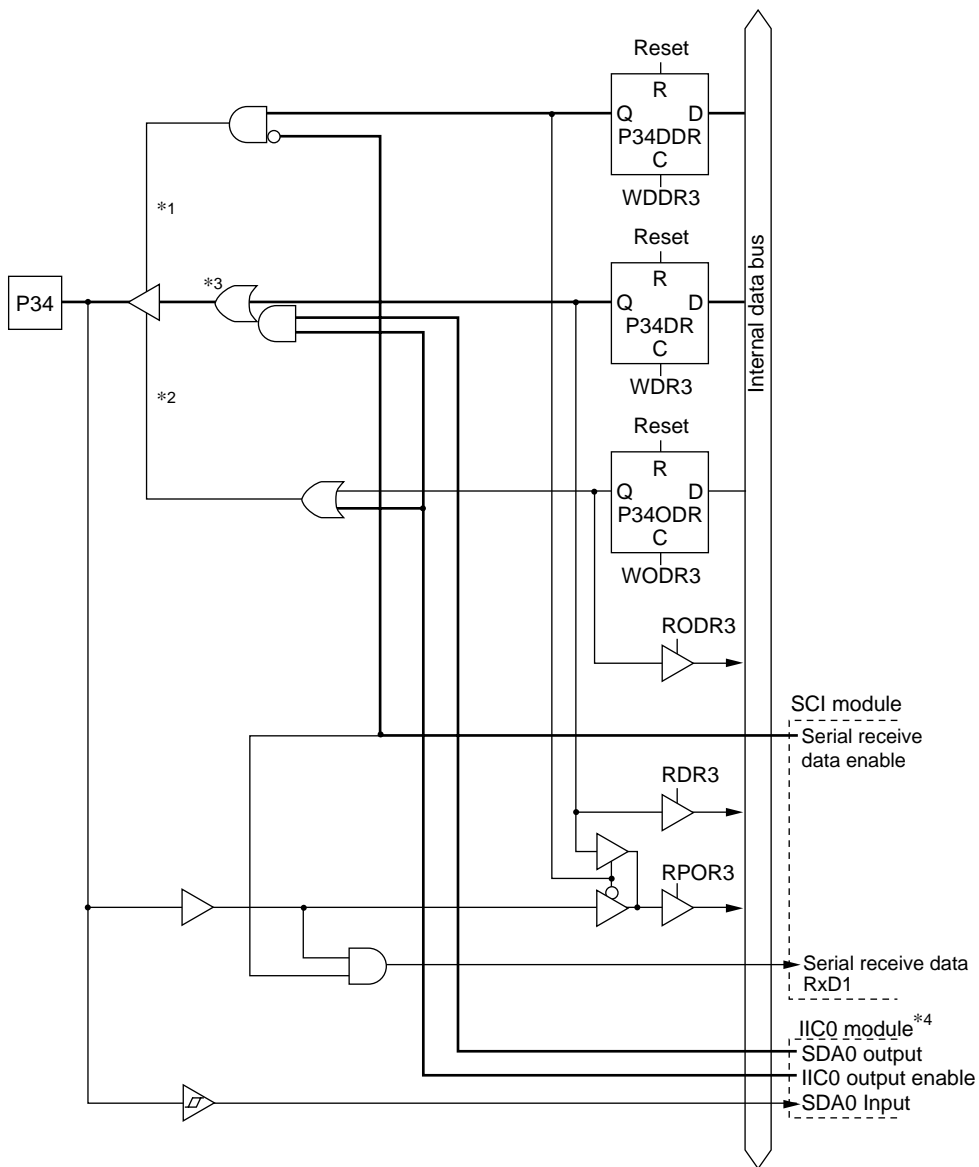 Reset
R
Q D
P34DDR
C
WDDR3
*1
Reset
R
P34
*3
Q D
P34DR
C
WDR3
Internal data bus
*2
Reset
R
Q D
P34ODR
C
WODR3
RODR3
SCI module
Serial receive
data enable
RDR3
RPOR3
Serial receive data
RxD1
IIC0 module*4
SDA0 output
IIC0 output enable
SDA0 Input